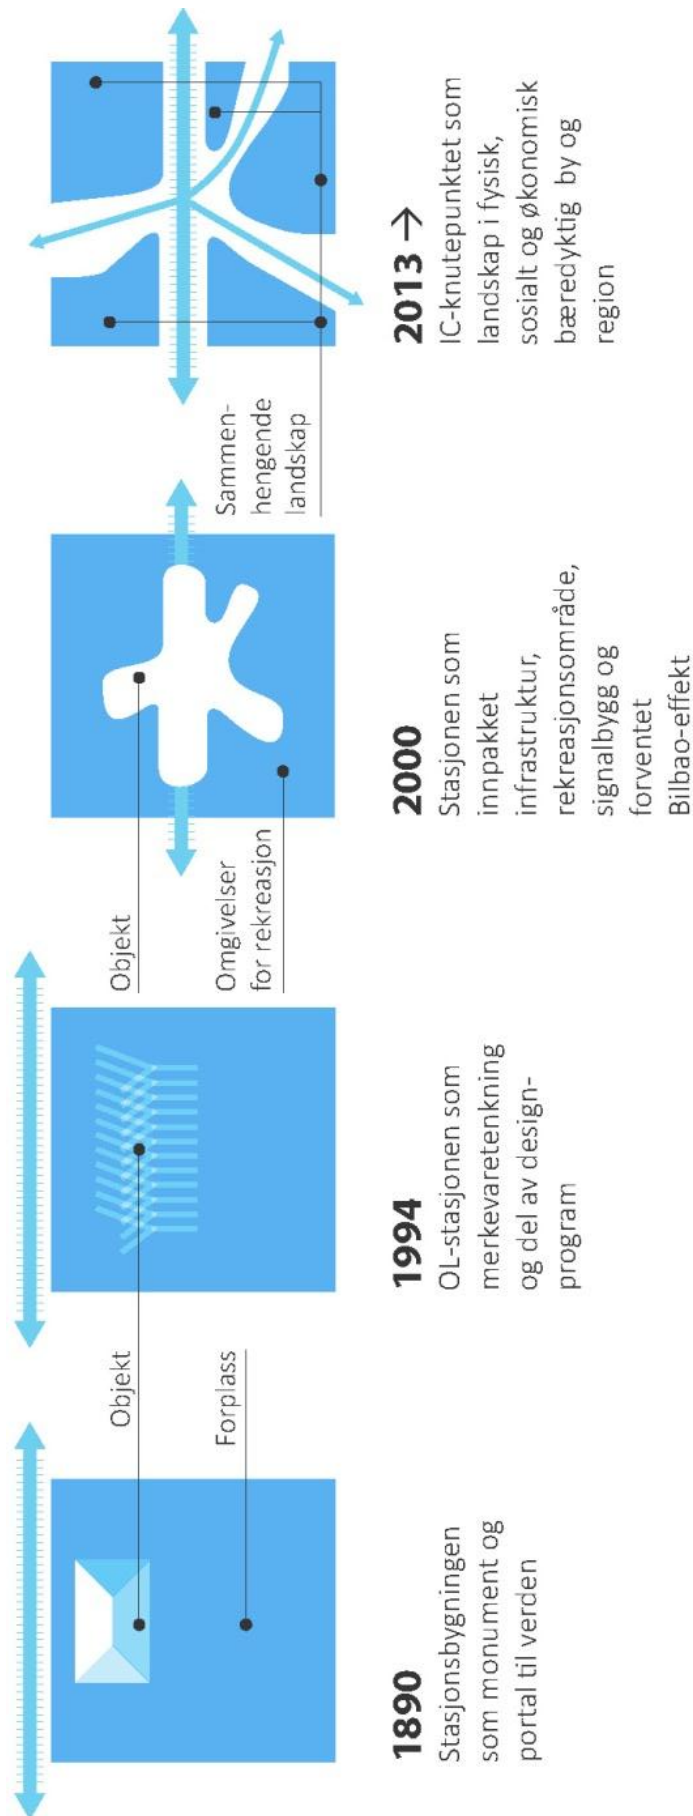 Objekt
Forplass
1890
Stasjonsbygningen
som monument og
portal til verden
1994
OL-stasjonen som
merkevaretenkning
og del av design-
program
Objekt
Omgivelser
for rekreasjon
2000
Stasjonen som
innpakket
infrastruktur,
rekreasjonsområde,
signalbygg og
forventet
Bilbao-effekt
Sammen-
hengende
landskap
2013 →
IC-knutepunktet som
landskap i fysisk,
sosialt og økonomisk
bæredyktig by og
region